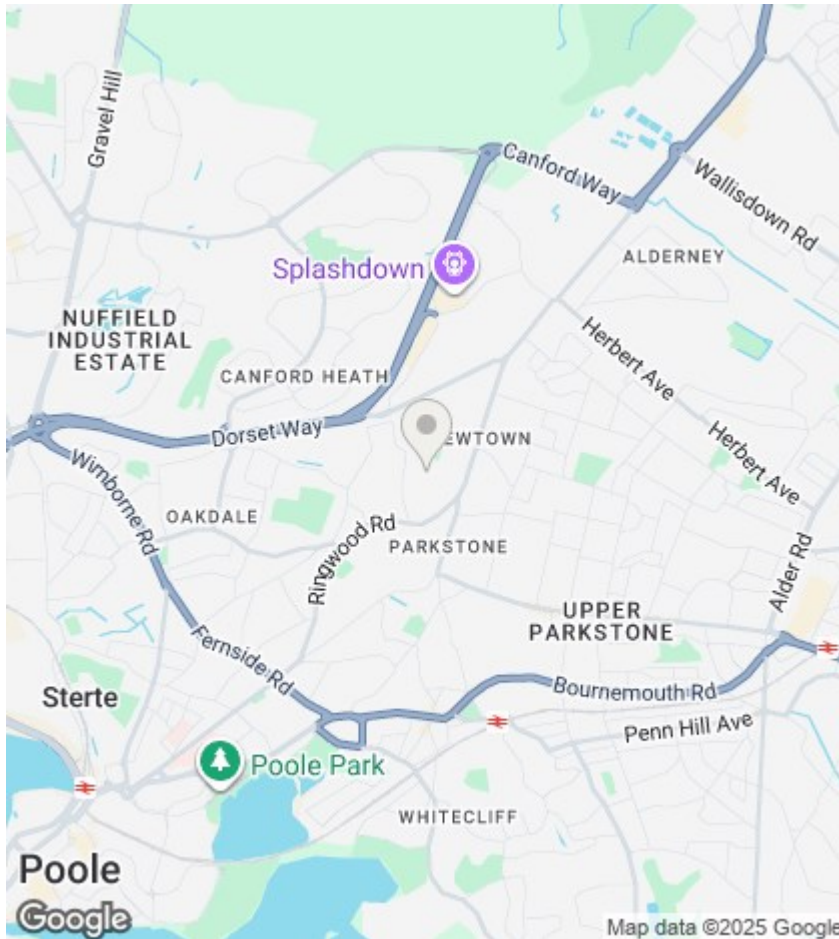 Gravel Hill
Canford Way
Wallisdown Rd
Splashdown
ALDERNEY
NUFFIELD
INDUSTRIAL
ESTATE
Herbert Ave
CANFORD HEATH
Dorset Way
EWTOWN
Herbert Ave
Wimborne Rd
OAKDALE
Ringwood Rd
PARKSTONE
Alder Rd
UPPER
PARKSTONE
Fernside Rd
Sterte
Bournemouth Rd
Penn Hill Ave
Poole Park
WHITECLIFF
Poole
Google
Map data ©2025 Google